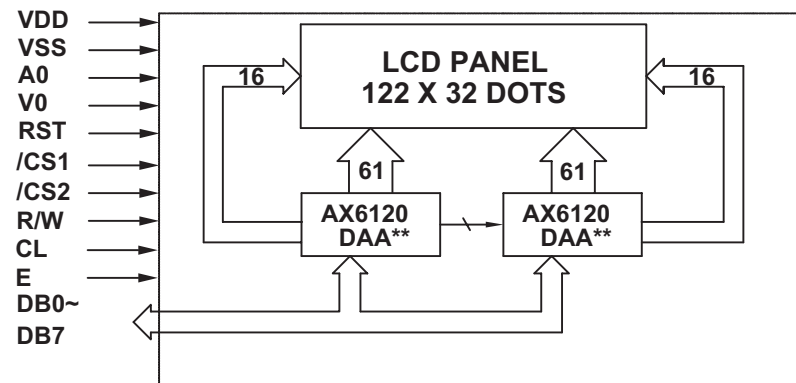 VDD
VSS
A0
V0
RST
/CS1
/CS2
R/W
CL
E
DB0~
DB7
LCD PANEL
122 X 32 DOTS
16
16
61
61
AX6120
DAA**
AX6120
DAA**